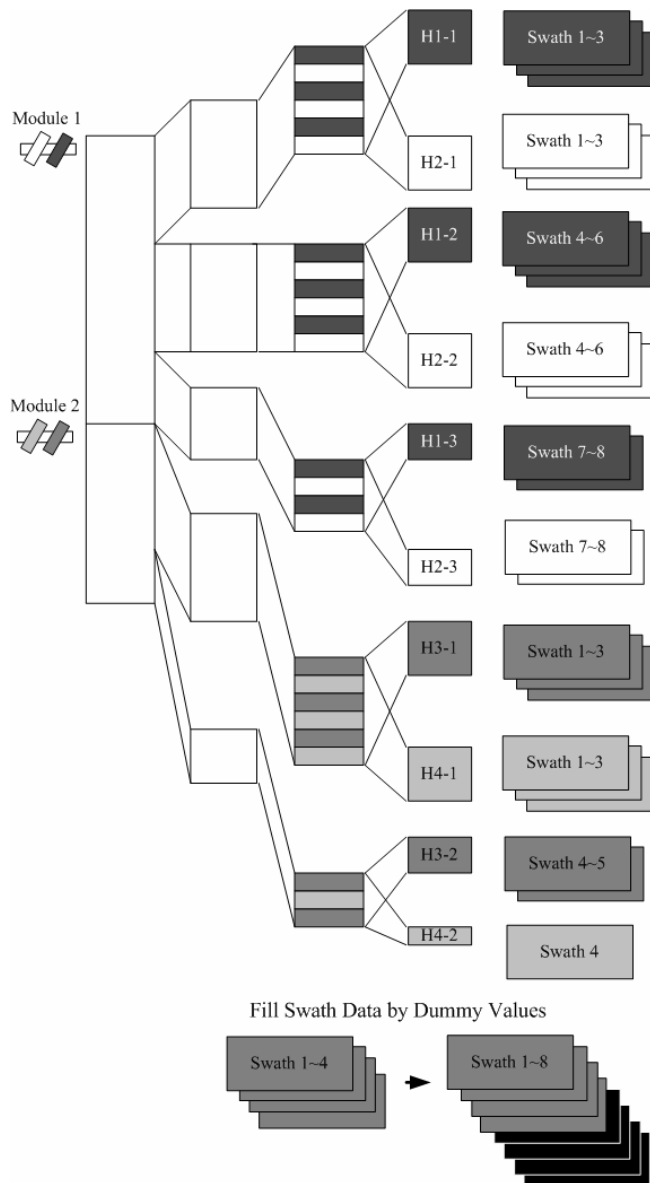 H1-1
Swath 1~3
Module 1
H2-1
Swath 1~3
H1-2
Swath 4~6
H2-2
Swath 4~6
Module 2
H1-3
Swath 7~8
H2-3
Swath 7~8
H3-1
Swath 1~3
H4-1
Swath 1~3
H3-2
Swath 4~5
H4-2
Swath 4
Fill Swath Data by Dummy Values
Swath 1~4
Swath 1~8